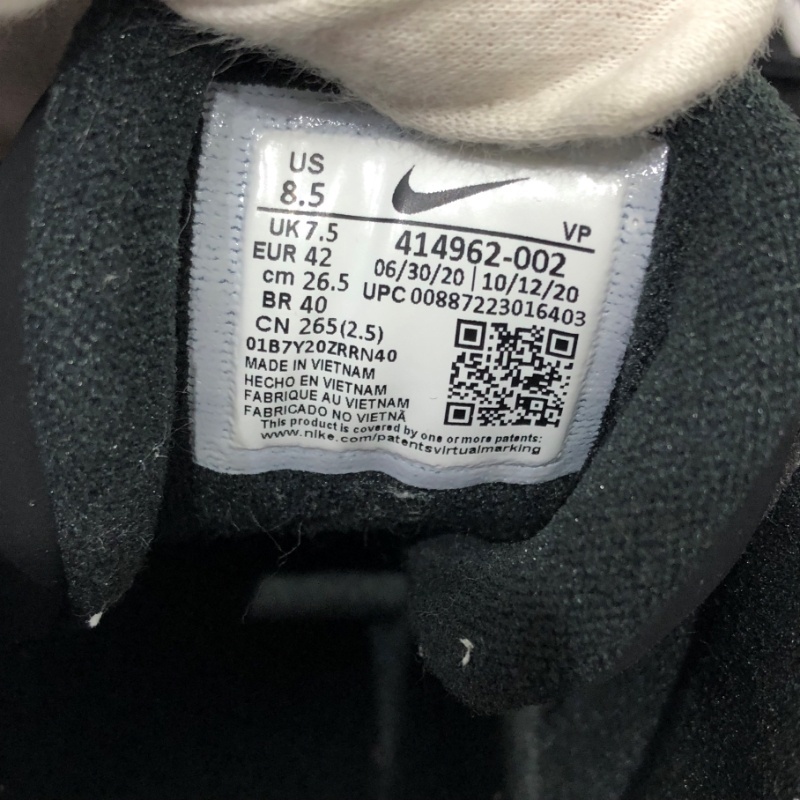 US
8.5
VP
UK 7.5
414962-002
EUR 42
06/30/20 | 10/12/20
cm 26.5
UPC 00887223016403
BR 40
CN 265(2.5)
01B7Y20ZRRN40
MADE IN VIETNAM
HECHO EN VIETNAM
FABRIQUE AU VIETNAM
FABRICADO NO VIETNÃ
This product is covered by one or more patents:
www.nike.com/patentsvirtualmarking